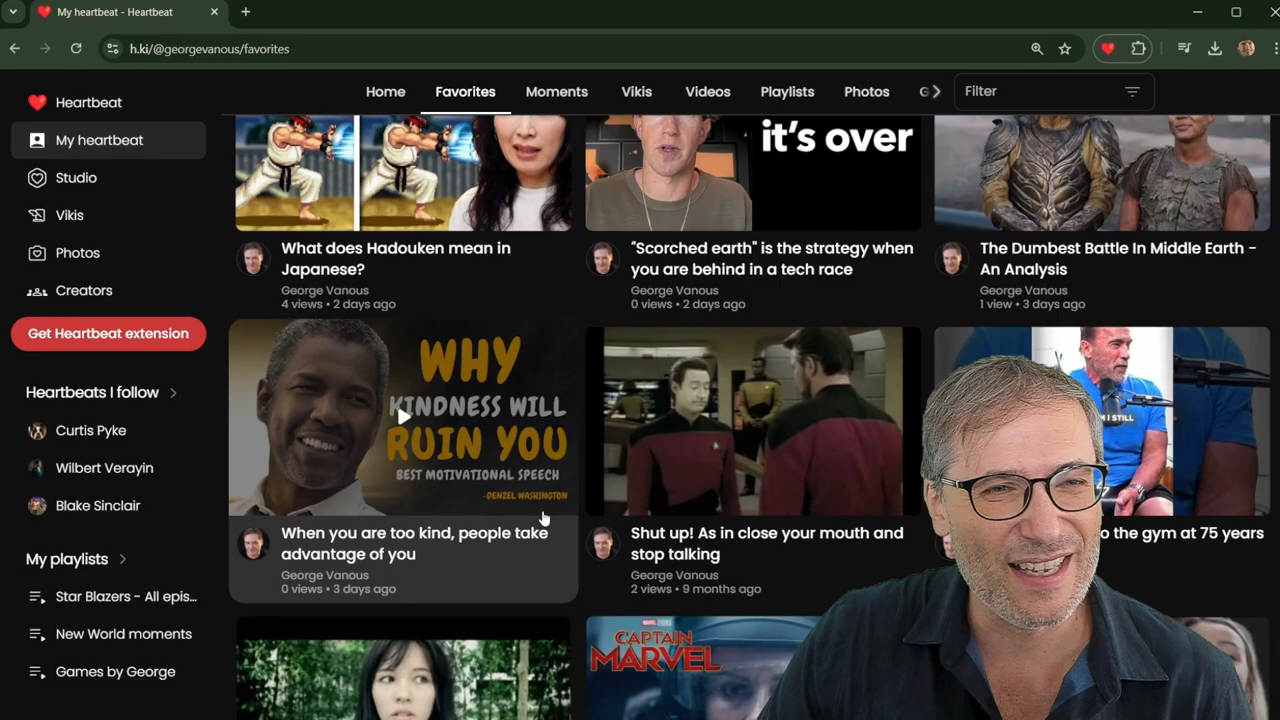 My heartbeat - Heartbeat
h.ki/@georgevanous/favorites
Heartbeat
My heartbeat
Studio
Vikis
Photos
Creators
Get Heartbeat extension
Heartbeats I follow
Curtis Pyke
Wilbert Verayin
Blake Sinclair
My playlists
Star Blazers - All epis...
New World moments
Games by George
Home
Favorites
Moments
Vikis
Videos
Playlists
Photos
Filter
it's over
What does Hadouken mean in
Japanese?
George Vanous
4 views • 2 days ago
"Scorched earth" is the strategy when
you are behind in a tech race
George Vanous
0 views • 2 days ago
The Dumbest Battle In Middle Earth -
An Analysis
George Vanous
1 view • 3 days ago
WHY
KINDNESS WILL
RUIN YOU
BEST MOTIVATIONAL SPEECH
-DENZEL WASHINGTON
When you are too kind, people take
advantage of you
George Vanous
0 views • 3 days ago
Shut up! As in close your mouth and
stop talking
George Vanous
2 views • 9 months ago
M I STILL
o the gym at 75 years
MARVEL STUDIOS
CAPTAIN
MARVEL